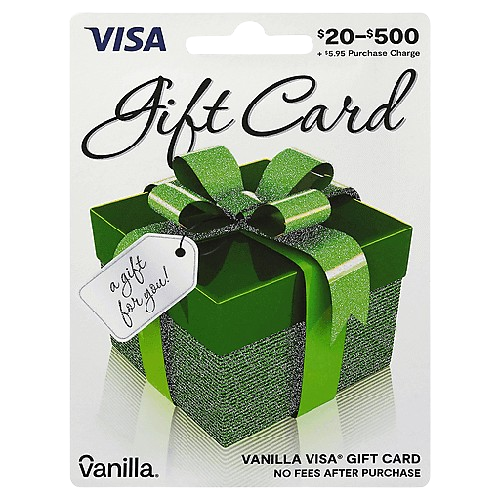 VISA
$20–$500
+ $5.95 Purchase Charge
Gift Card
a gift
for you!
Vanilla®
VANILLA VISA® GIFT CARD
NO FEES AFTER PURCHASE